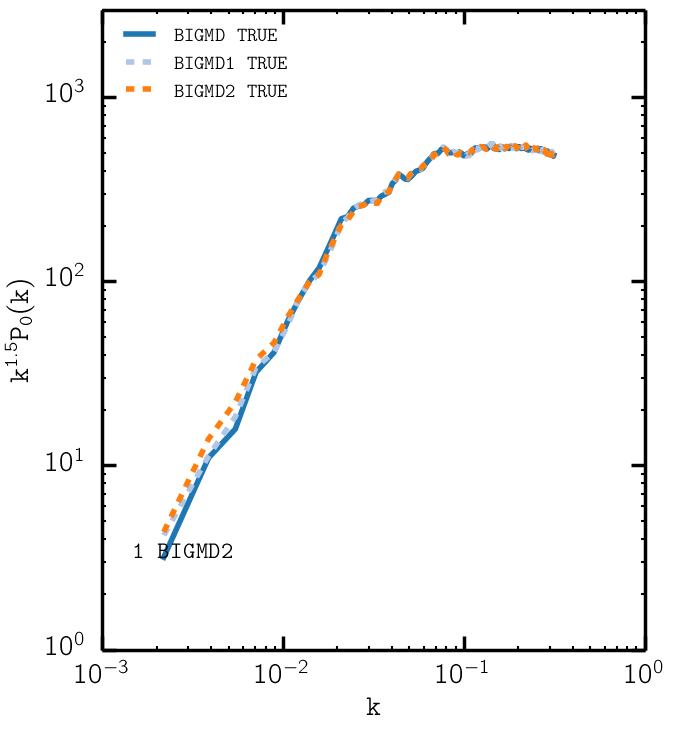 BIGMD TRUE
BIGMD1 TRUE
BIGMD2 TRUE
10³
10²
10¹
10⁰
k¹·⁵P₀(k)
1 BIGMD2
10⁻³ 10⁻² 10⁻¹ 10⁰
k